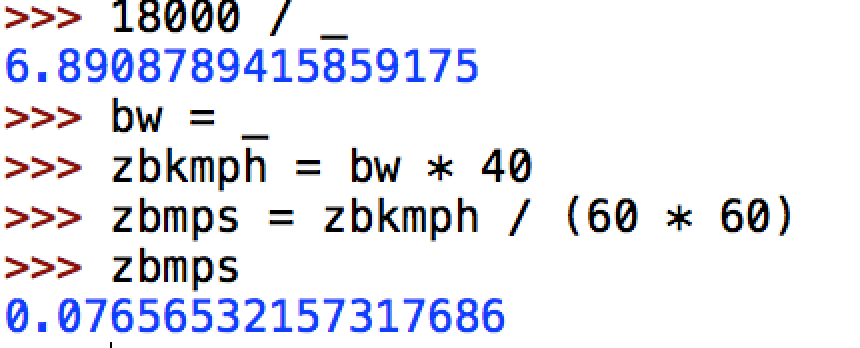 >>> 18000 / _
6.8908789415859175
>>> bw = _
>>> zbkmph = bw * 40
>>> zbmps = zbkmph / (60 * 60)
>>> zbmps
0.07656532157317686